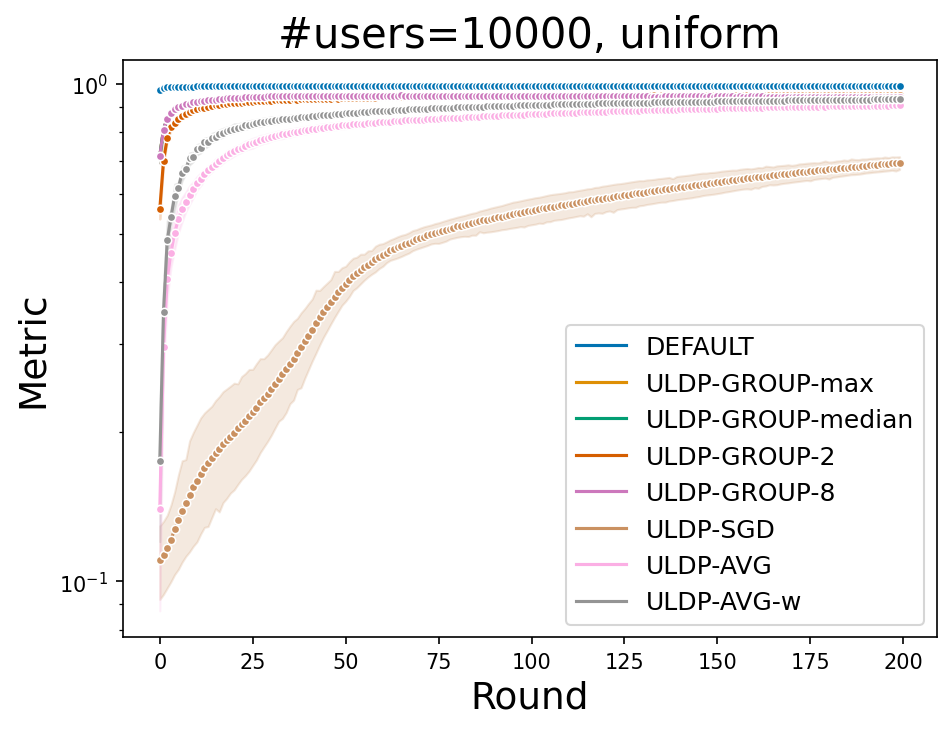 #users=10000, uniform
10⁰
10⁻¹
Metric
DEFAULT
ULDP-GROUP-max
ULDP-GROUP-median
ULDP-GROUP-2
ULDP-GROUP-8
ULDP-SGD
ULDP-AVG
ULDP-AVG-w
0 25 50 75 100 125 150 175 200
Round